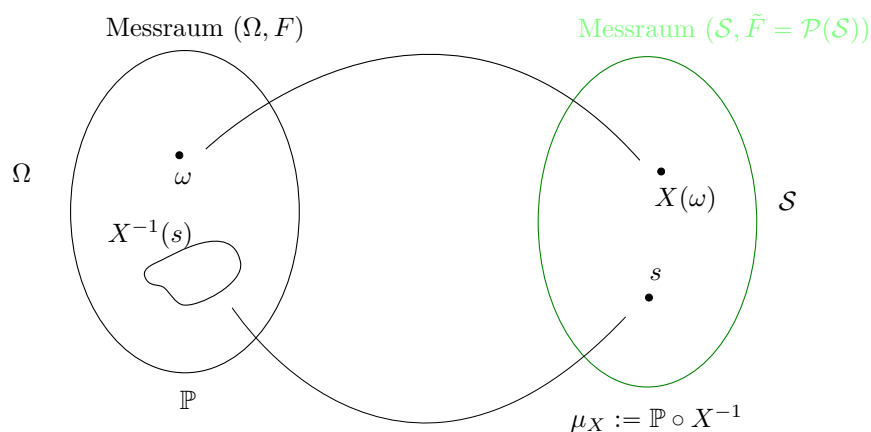 Messraum (Ω, F)
Messraum (𝒮, F̃ = 𝒫(𝒮))
Ω
ω
X(ω)
𝒮
X⁻¹(s)
s
ℙ
μ_X := ℙ ∘ X⁻¹